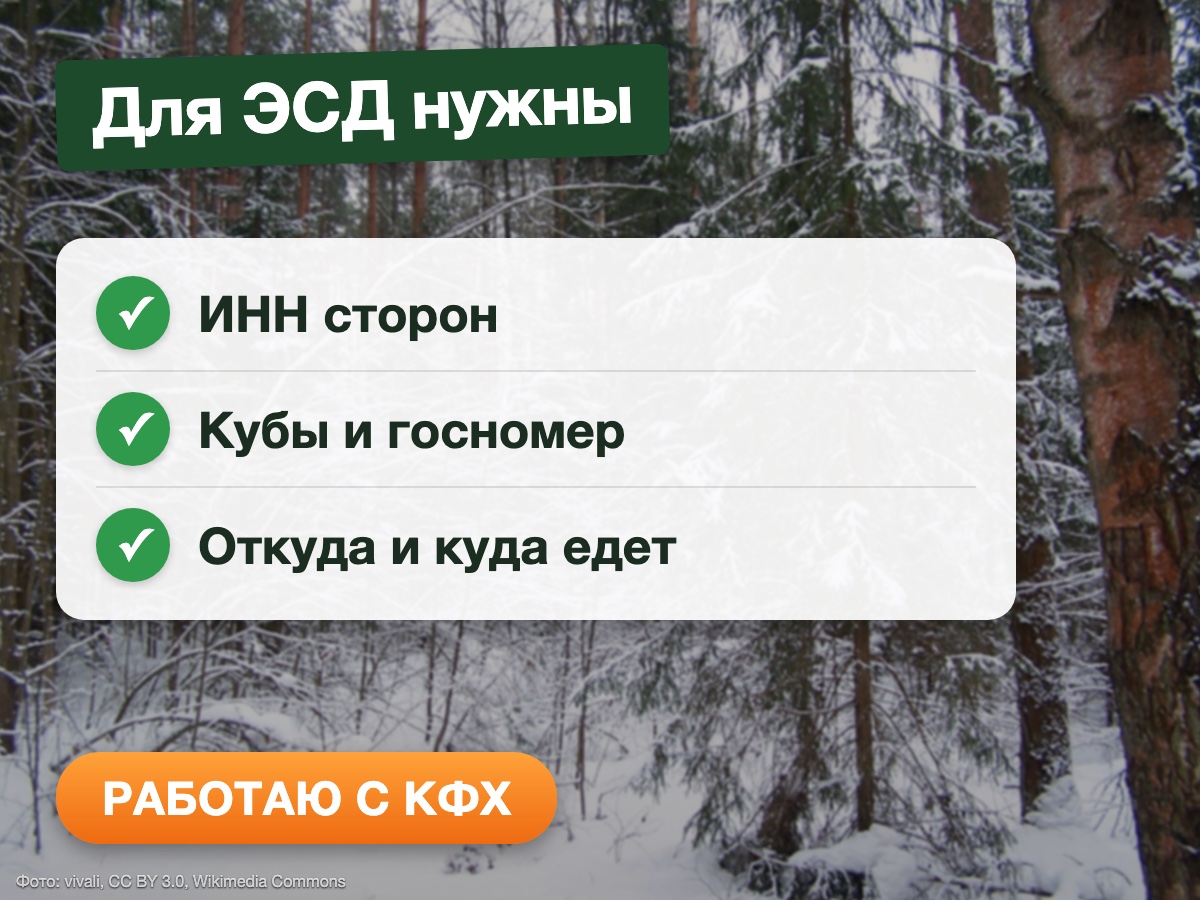 Для ЭСД нужны
ИНН сторон
Кубы и госномер
Откуда и куда едет
РАБОТАЮ С КФХ
Фото: vivali, CC BY 3.0, Wikimedia Commons